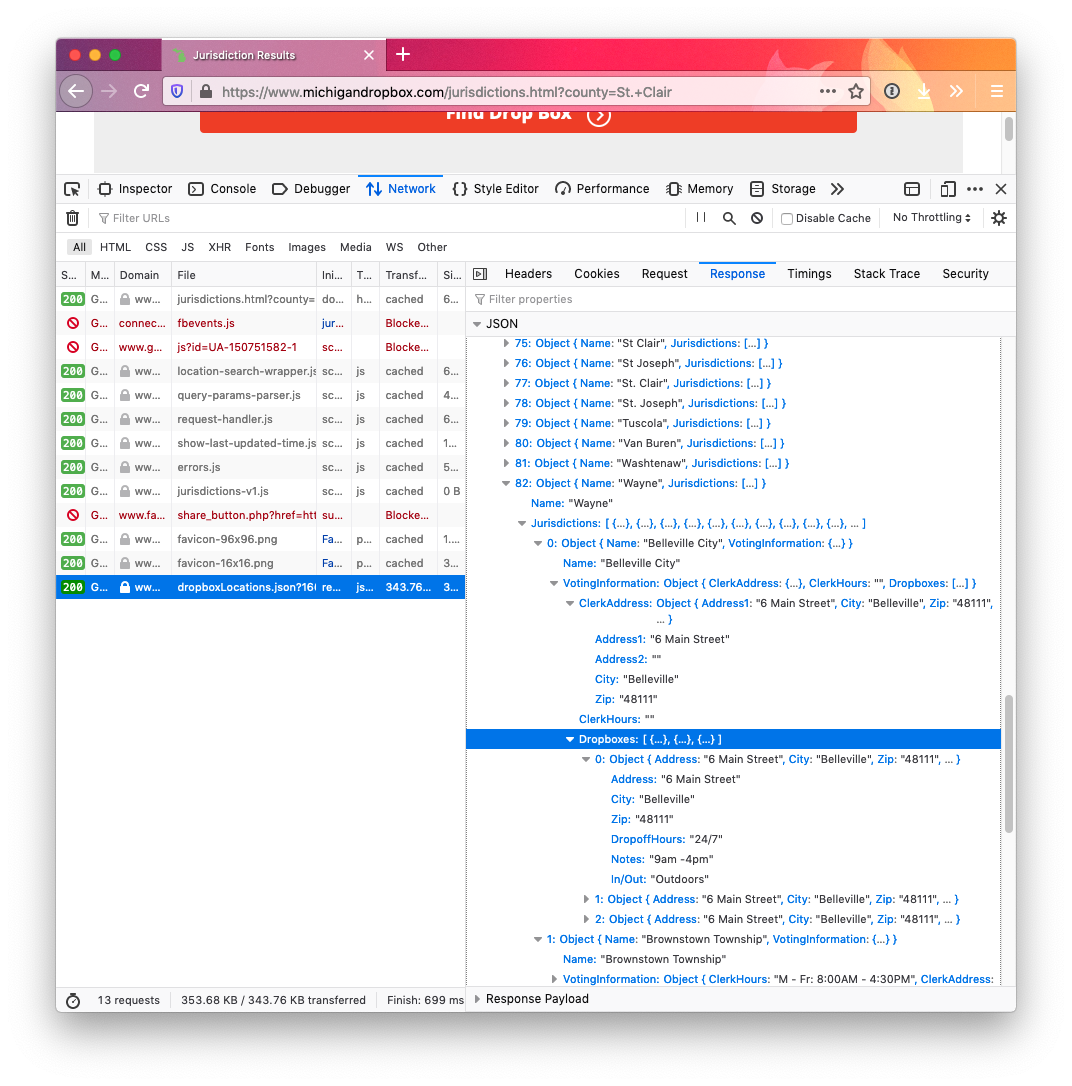 Jurisdiction Results
https://www.michigandropbox.com/jurisdictions.html?county=St.+Clair
Find Drop Box
Inspector Console Debugger Network Style Editor Performance Memory Storage
Filter URLs Disable Cache No Throttling
All HTML CSS JS XHR Fonts Images Media WS Other
S... M... Domain File Ini... T... Transf... Si...
200 G... ww... jurisdictions.html?county= do... h... cached 6...
G... connec... fbevents.js jur... Blocke...
G... www.g... js?id=UA-150751582-1 sc... Blocke...
200 G... ww... location-search-wrapper.js sc... js cached 6...
200 G... ww... query-params-parser.js sc... js cached 4...
200 G... ww... request-handler.js sc... js cached 6...
200 G... ww... show-last-updated-time.js sc... js cached 1...
200 G... ww... errors.js sc... js cached 5...
200 G... ww... jurisdictions-v1.js sc... js cached 0 B
G... www.fa... share_button.php?href=htt su... Blocke...
200 G... ww... favicon-96x96.png Fa... p... cached 1....
200 G... ww... favicon-16x16.png Fa... p... cached 3...
200 G... ww... dropboxLocations.json?160 re... js... 343.76... 3...
13 requests 353.68 KB / 343.76 KB transferred Finish: 699 ms
Headers Cookies Request Response Timings Stack Trace Security
Filter properties
JSON
75: Object { Name: "St Clair", Jurisdictions: [...] }
76: Object { Name: "St Joseph", Jurisdictions: [...] }
77: Object { Name: "St. Clair", Jurisdictions: [...] }
78: Object { Name: "St. Joseph", Jurisdictions: [...] }
79: Object { Name: "Tuscola", Jurisdictions: [...] }
80: Object { Name: "Van Buren", Jurisdictions: [...] }
81: Object { Name: "Washtenaw", Jurisdictions: [...] }
82: Object { Name: "Wayne", Jurisdictions: [...] }
Name: "Wayne"
Jurisdictions: [ {...}, {...}, {...}, {...}, {...}, {...}, {...}, {...}, {...}, {...}, ... ]
0: Object { Name: "Belleville City", VotingInformation: {...} }
Name: "Belleville City"
VotingInformation: Object { ClerkAddress: {...}, ClerkHours: "", Dropboxes: [...] }
ClerkAddress: Object { Address1: "6 Main Street", City: "Belleville", Zip: "48111",
... }
Address1: "6 Main Street"
Address2: ""
City: "Belleville"
Zip: "48111"
ClerkHours: ""
Dropboxes: [ {...}, {...}, {...} ]
0: Object { Address: "6 Main Street", City: "Belleville", Zip: "48111", ... }
Address: "6 Main Street"
City: "Belleville"
Zip: "48111"
DropoffHours: "24/7"
Notes: "9am -4pm"
In/Out: "Outdoors"
1: Object { Address: "6 Main Street", City: "Belleville", Zip: "48111", ... }
2: Object { Address: "6 Main Street", City: "Belleville", Zip: "48111", ... }
1: Object { Name: "Brownstown Township", VotingInformation: {...} }
Name: "Brownstown Township"
VotingInformation: Object { ClerkHours: "M - Fr: 8:00AM - 4:30PM", ClerkAddress:
Response Payload